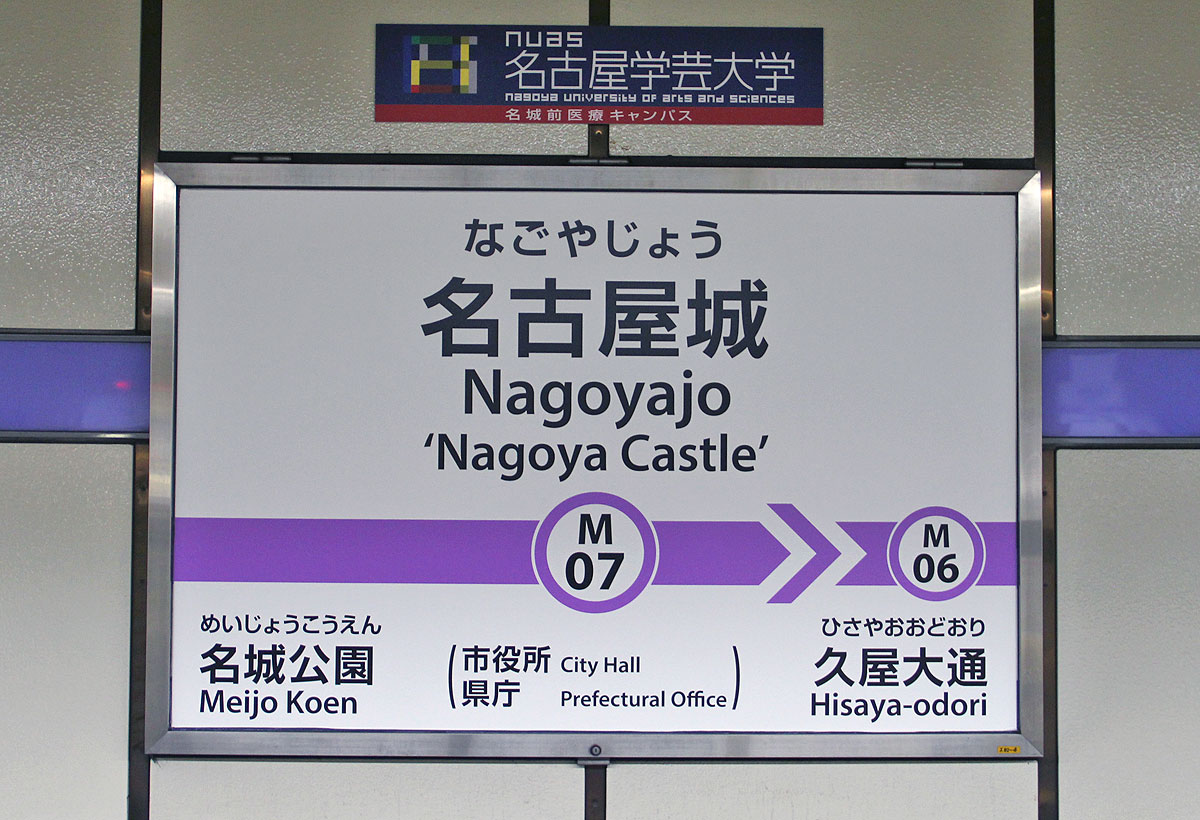 nuas
名古屋学芸大学
nagoya university of arts and sciences
名城前医療キャンパス
なごやじょう
名古屋城
Nagoyajo
‘Nagoya Castle’
M
07
M
06
めいじょうこうえん
名城公園
Meijo Koen
(市役所 City Hall
県庁 Prefectural Office)
ひさやおおどおり
久屋大通
Hisaya-odori